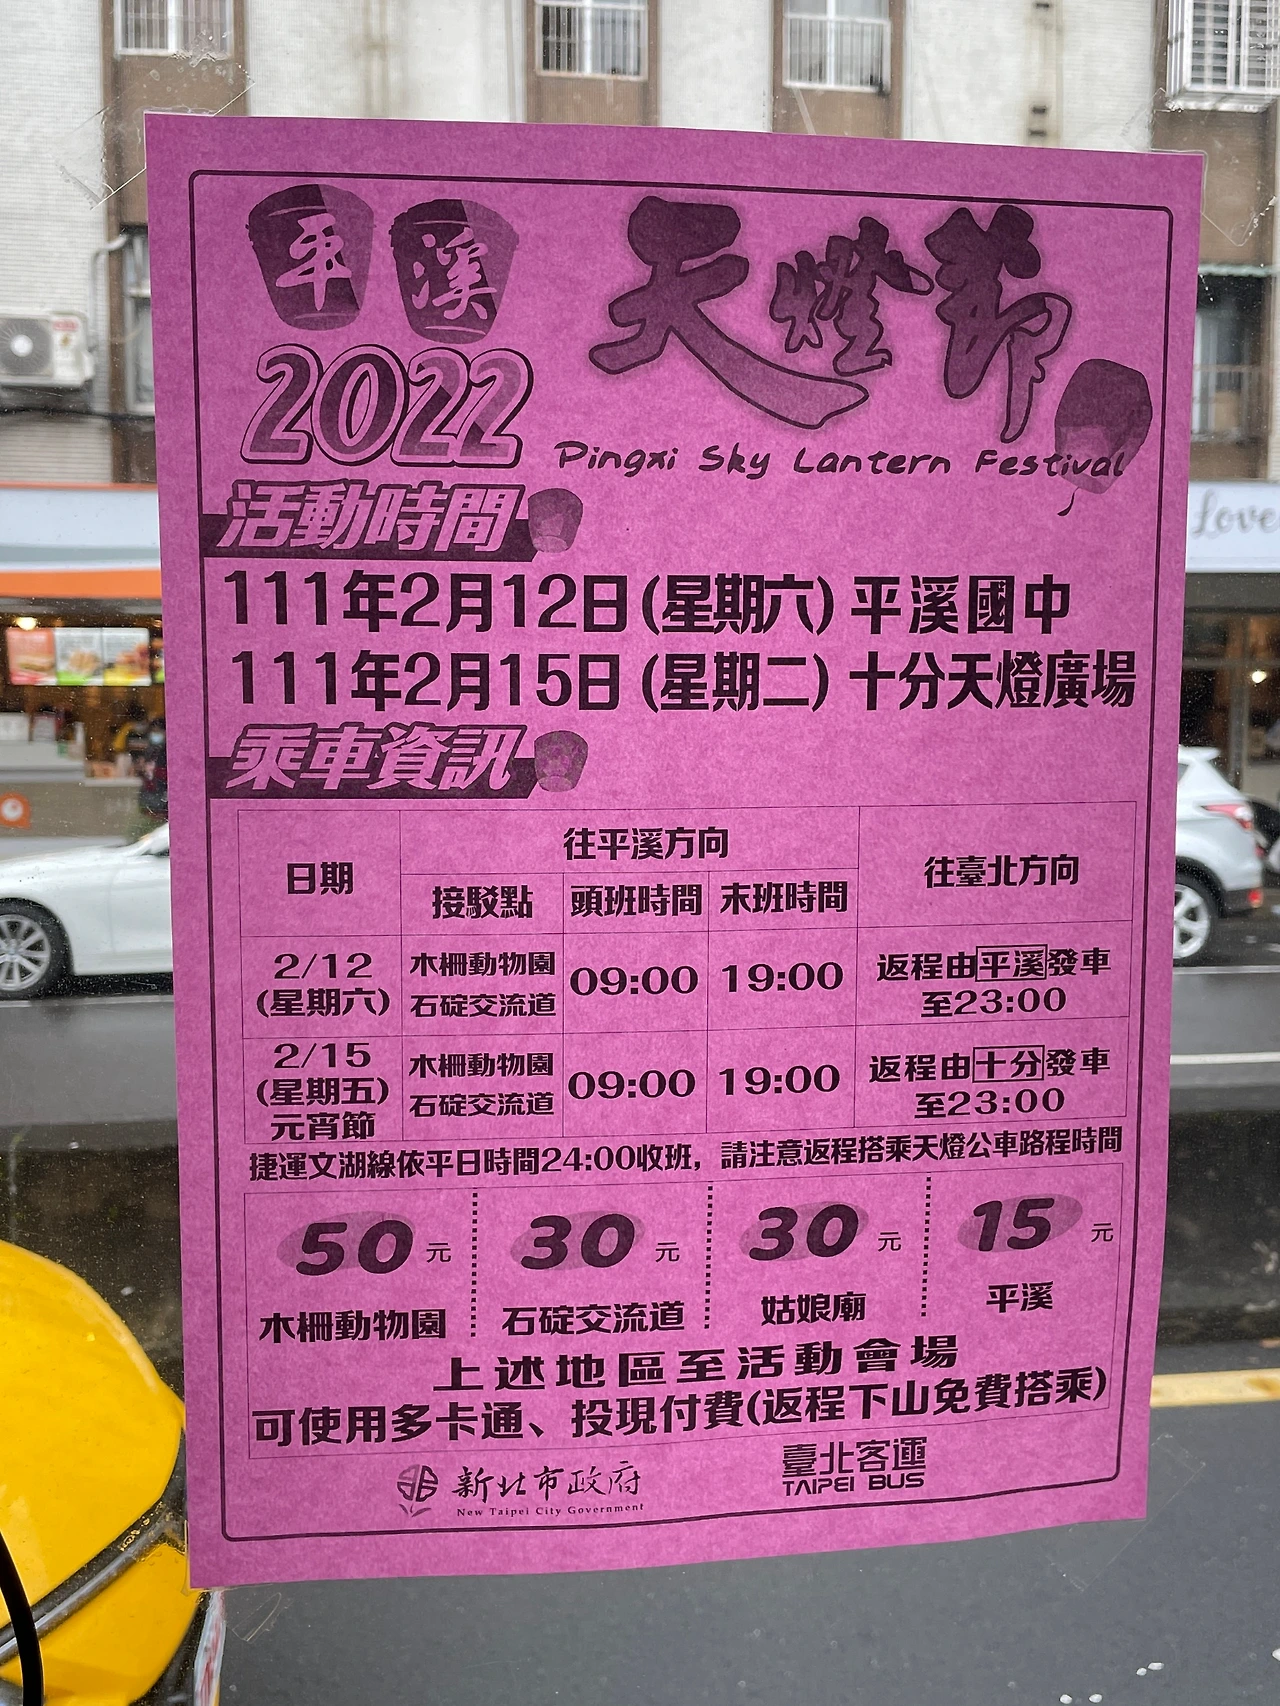 平溪
天燈節
2022
Pingxi Sky Lantern Festival
活動時間
111年2月12日(星期六) 平溪國中
111年2月15日(星期二) 十分天燈廣場
乘車資訊
日期
往平溪方向
往臺北方向
接駁點
頭班時間
末班時間
2/12
(星期六)
木柵動物園
石碇交流道
09:00
19:00
返程由平溪發車
至23:00
2/15
(星期五)
元宵節
木柵動物園
石碇交流道
09:00
19:00
返程由十分發車
至23:00
捷運文湖線依平日時間24:00收班，請注意返程搭乘天燈公車路程時間
50元
木柵動物園
30元
石碇交流道
30元
姑娘廟
15元
平溪
上述地區至活動會場
可使用多卡通、投現付費(返程下山免費搭乘)
新北市政府
New Taipei City Government
臺北客運
TAIPEI BUS
Love